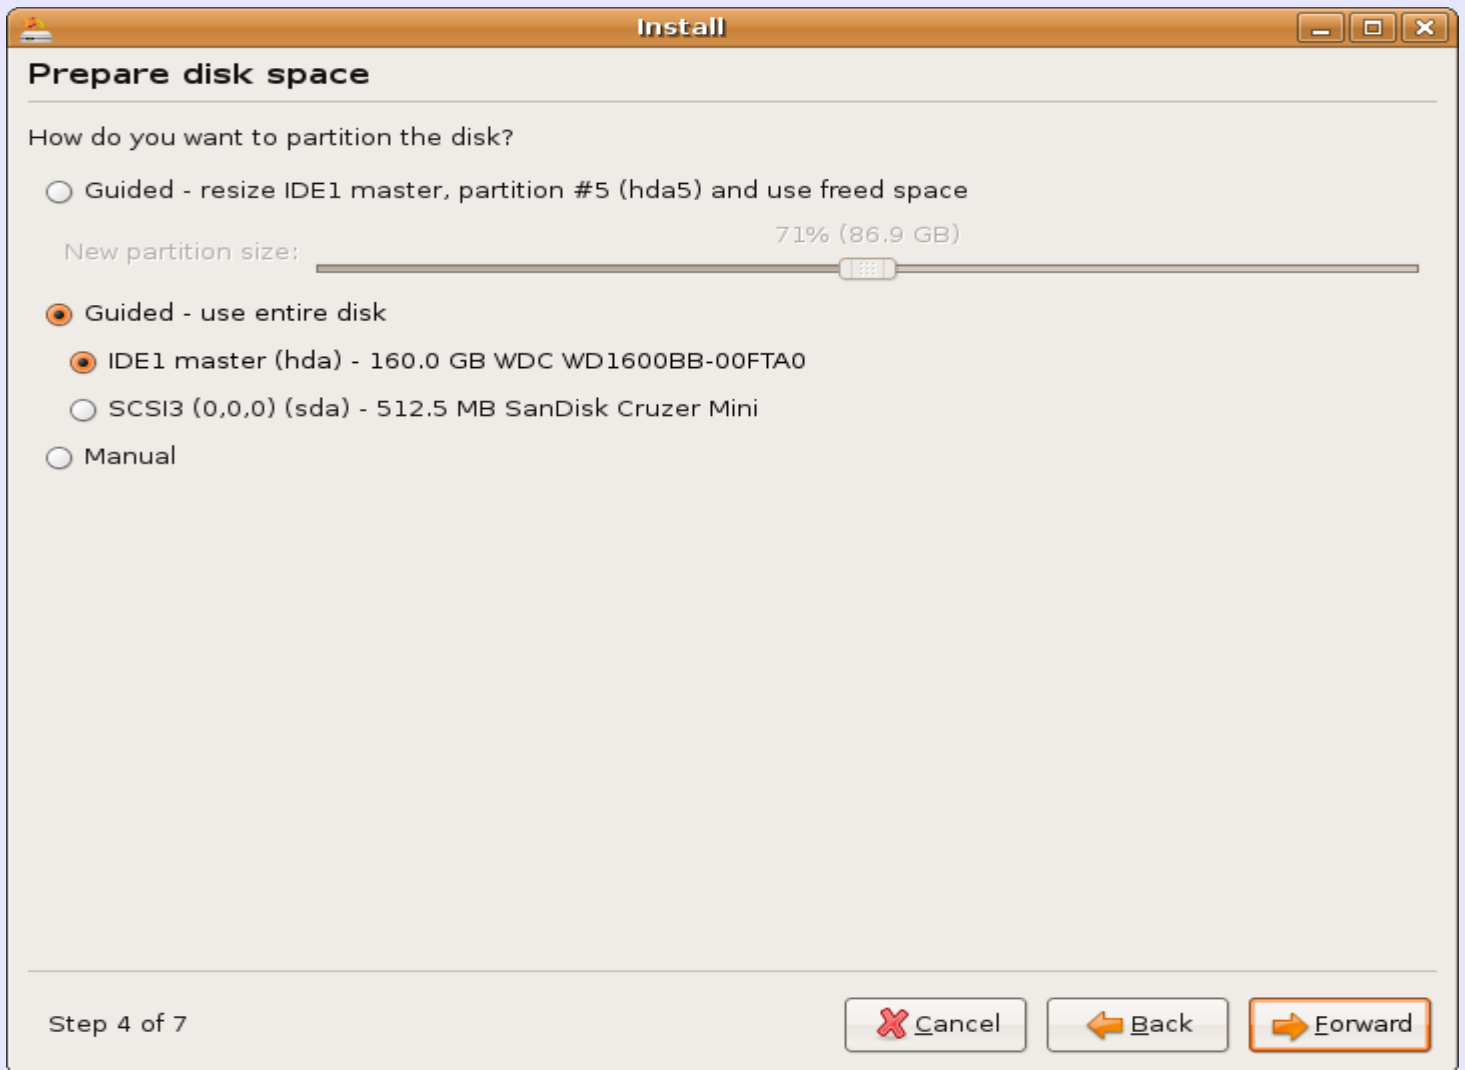 Install
Prepare disk space
How do you want to partition the disk?
Guided - resize IDE1 master, partition #5 (hda5) and use freed space
71% (86.9 GB)
New partition size:
Guided - use entire disk
IDE1 master (hda) - 160.0 GB WDC WD1600BB-00FTA0
SCSI3 (0,0,0) (sda) - 512.5 MB SanDisk Cruzer Mini
Manual
Step 4 of 7
Cancel
Back
Forward